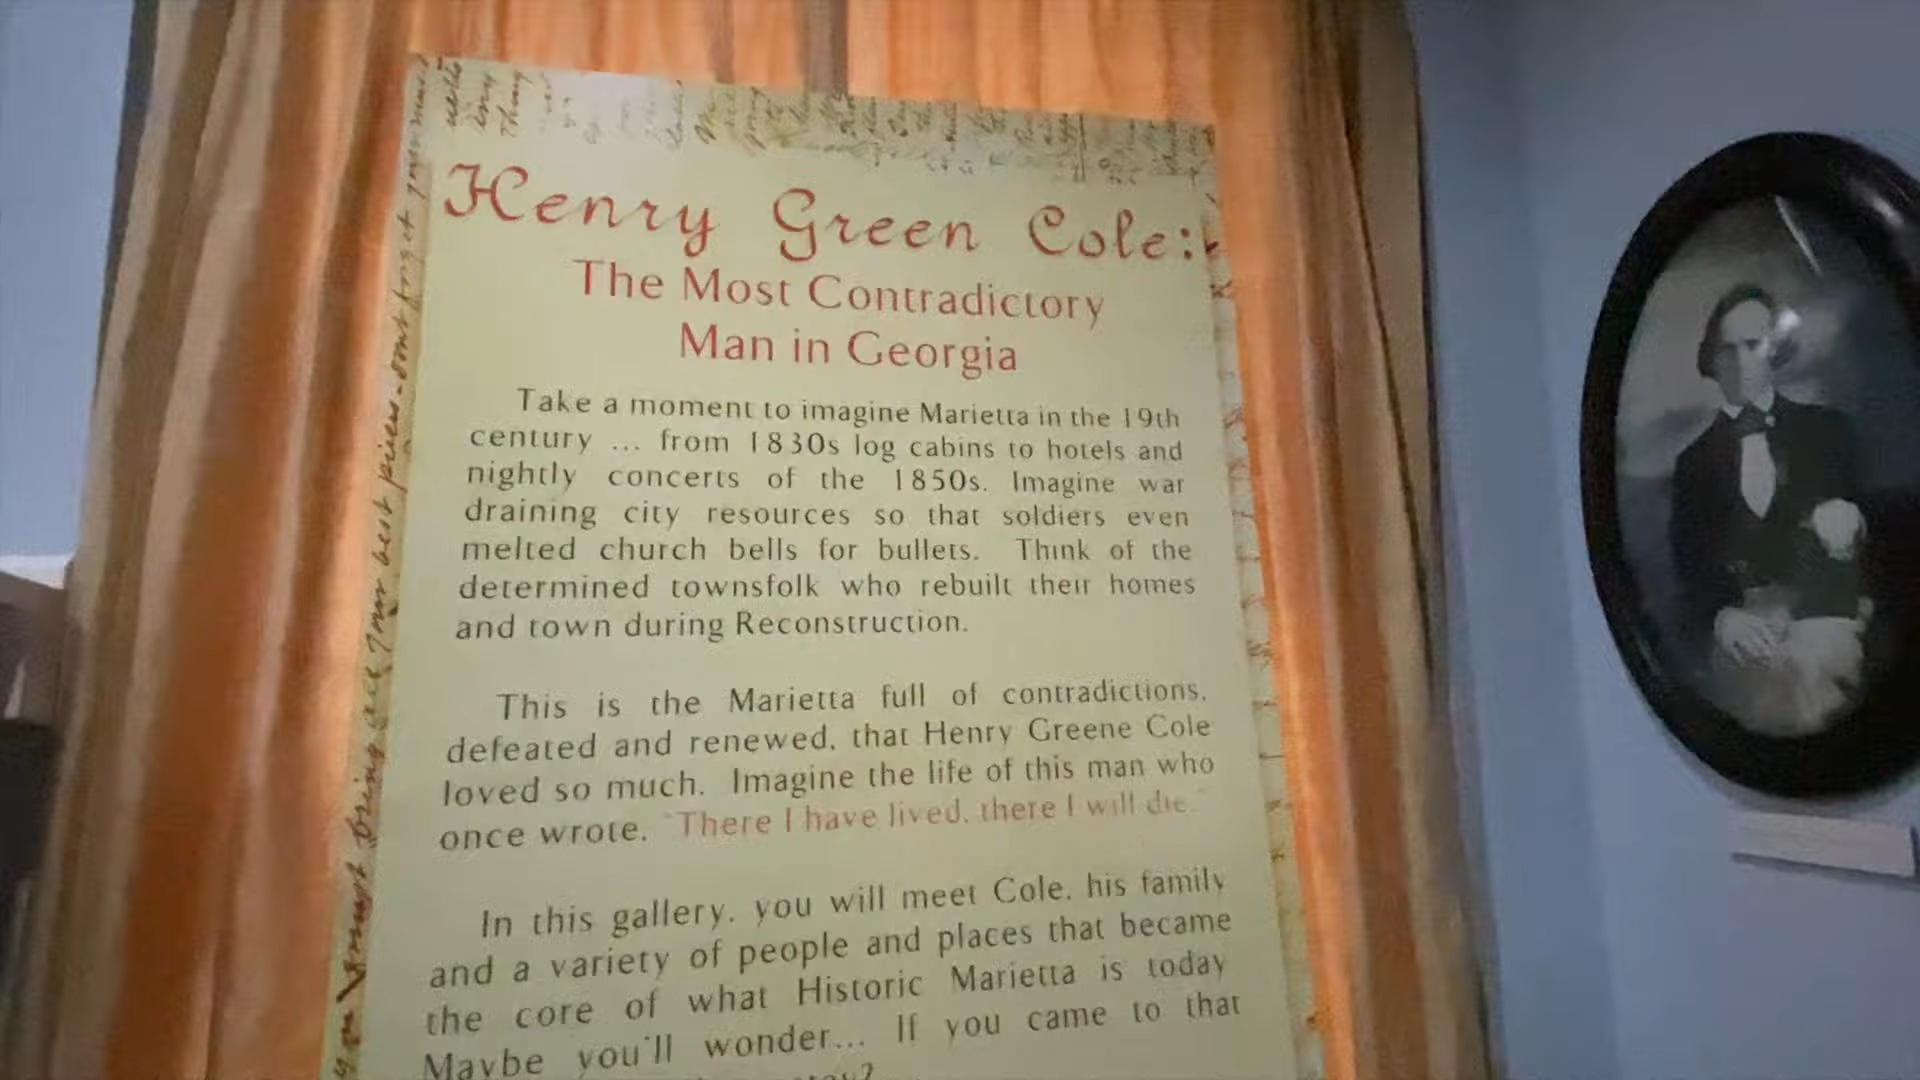 Henry Green Cole:
The Most Contradictory
Man in Georgia
Take a moment to imagine Marietta in the 19th
century ... from 1830s log cabins to hotels and
nightly concerts of the 1850s. Imagine war
draining city resources so that soldiers even
melted church bells for bullets. Think of the
determined townsfolk who rebuilt their homes
and town during Reconstruction.
This is the Marietta full of contradictions,
defeated and renewed, that Henry Greene Cole
loved so much. Imagine the life of this man who
once wrote, "There I have lived, there I will die."
In this gallery, you will meet Cole, his family
and a variety of people and places that became
the core of what Historic Marietta is today
Maybe you'll wonder... If you came to that